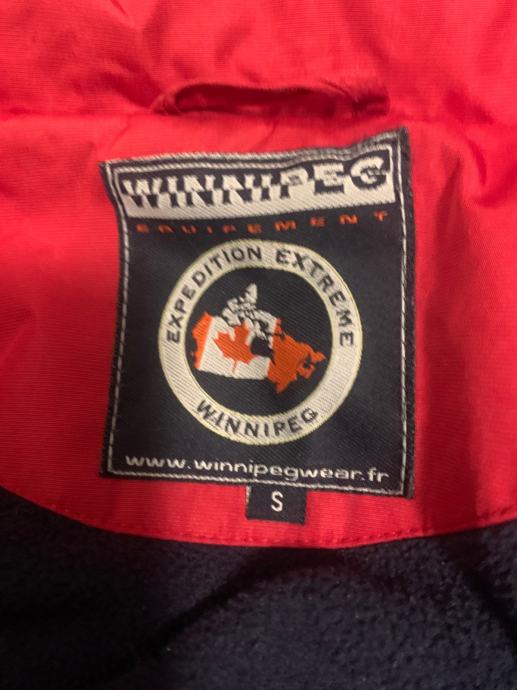 WINNIPEG
EQUIPEMENT
EXPEDITION EXTREME
WINNIPEG
www.winnipegwear.fr
S